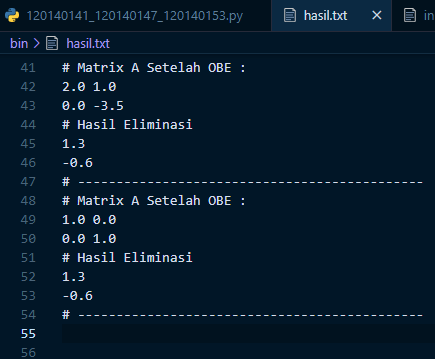 120140141_120140147_120140153.py hasil.txt in
bin > hasil.txt
41 # Matrix A Setelah OBE :
42 2.0 1.0
43 0.0 -3.5
44 # Hasil Eliminasi
45 1.3
46 -0.6
47 # --------------------------------------------
48 # Matrix A Setelah OBE :
49 1.0 0.0
50 0.0 1.0
51 # Hasil Eliminasi
52 1.3
53 -0.6
54 # --------------------------------------------
55
56